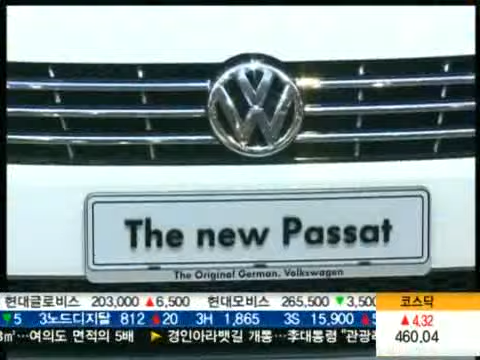 The new Passat
The Original German. Volkswagen
현대글로비스 203,000 ▲6,500 현대모비스 265,500 ▼3,500
▼5 3노드디지탈 812 ▲20 3H 1,865 3S 15,900
코스닥
▲4.32
460.04
여의도 면적의 5배 ▶ 경인아라뱃길 개통…李대통령 "관광